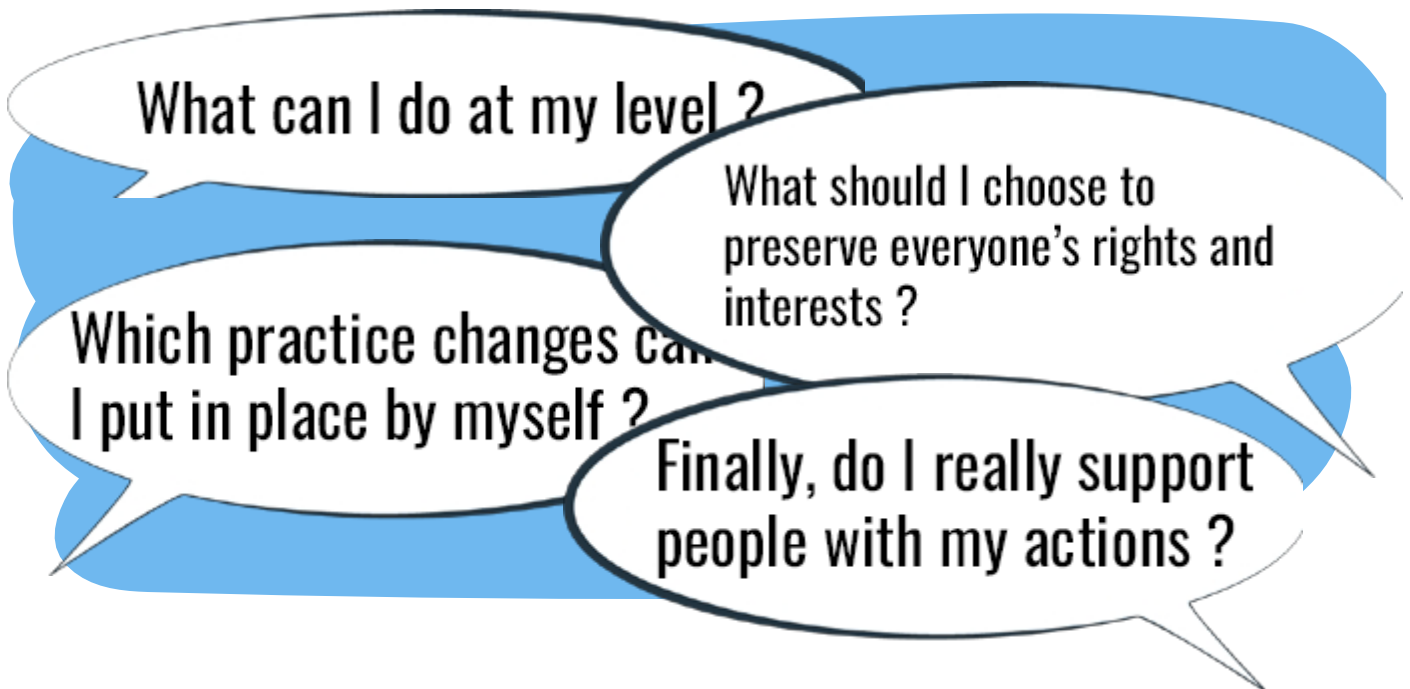 What can I do at my level ?
What should I choose to
preserve everyone’s rights and
interests ?
Which practice changes can
I put in place by myself ?
Finally, do I really support
people with my actions ?